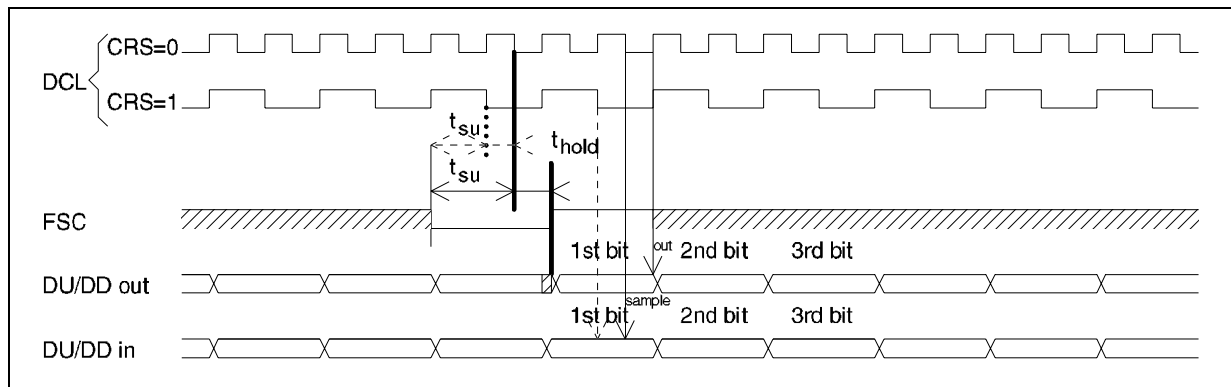 CRS=0
DCL
CRS=1
tsu
thold
tsu
FSC
1st bit out 2nd bit 3rd bit
DU/DD out
sample
1st bit 2nd bit 3rd bit
DU/DD in